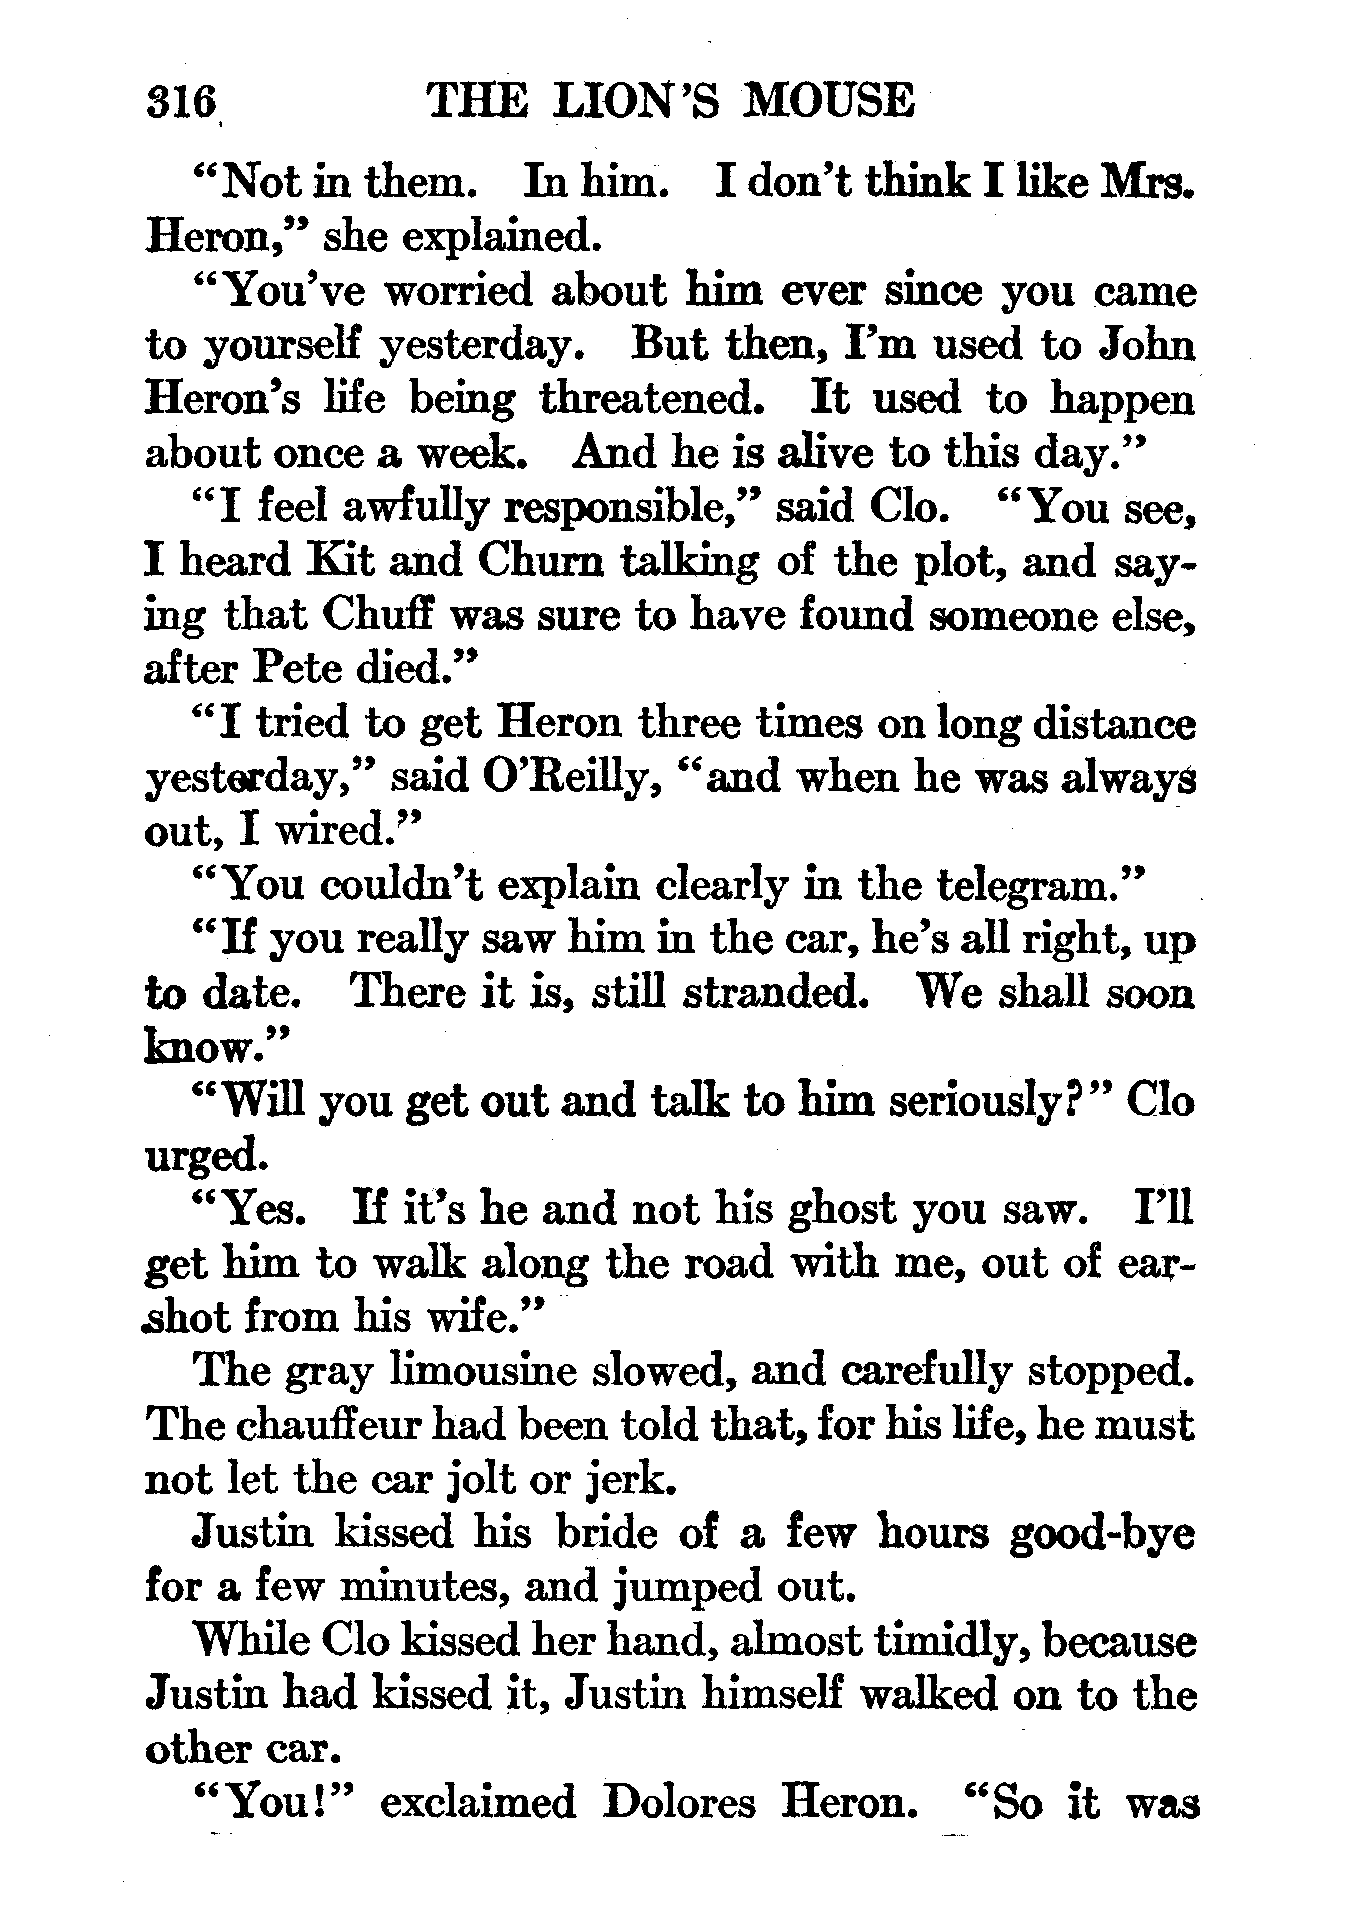 316 THE LION'S MOUSE
"Not in them. In him. I don't think I like Mrs.
Heron," she explained.
"You've worried about him ever since you came
to yourself yesterday. But then, I'm used to John
Heron's life being threatened. It used to happen
about once a week. And he is alive to this day."
"I feel awfully responsible," said Clo. "You see,
I heard Kit and Churn talking of the plot, and say-
ing that Chuff was sure to have found someone else,
after Pete died."
"I tried to get Heron three times on long distance
yesterday," said O'Reilly, "and when he was always
out, I wired."
"You couldn't explain clearly in the telegram."
"If you really saw him in the car, he's all right, up
to date. There it is, still stranded. We shall soon
know."
"Will you get out and talk to him seriously?" Clo
urged.
"Yes. If it's he and not his ghost you saw. I'll
get him to walk along the road with me, out of ear-
shot from his wife."
The gray limousine slowed, and carefully stopped.
The chauffeur had been told that, for his life, he must
not let the car jolt or jerk.
Justin kissed his bride of a few hours good-bye
for a few minutes, and jumped out.
While Clo kissed her hand, almost timidly, because
Justin had kissed it, Justin himself walked on to the
other car.
"You!" exclaimed Dolores Heron. "So it was